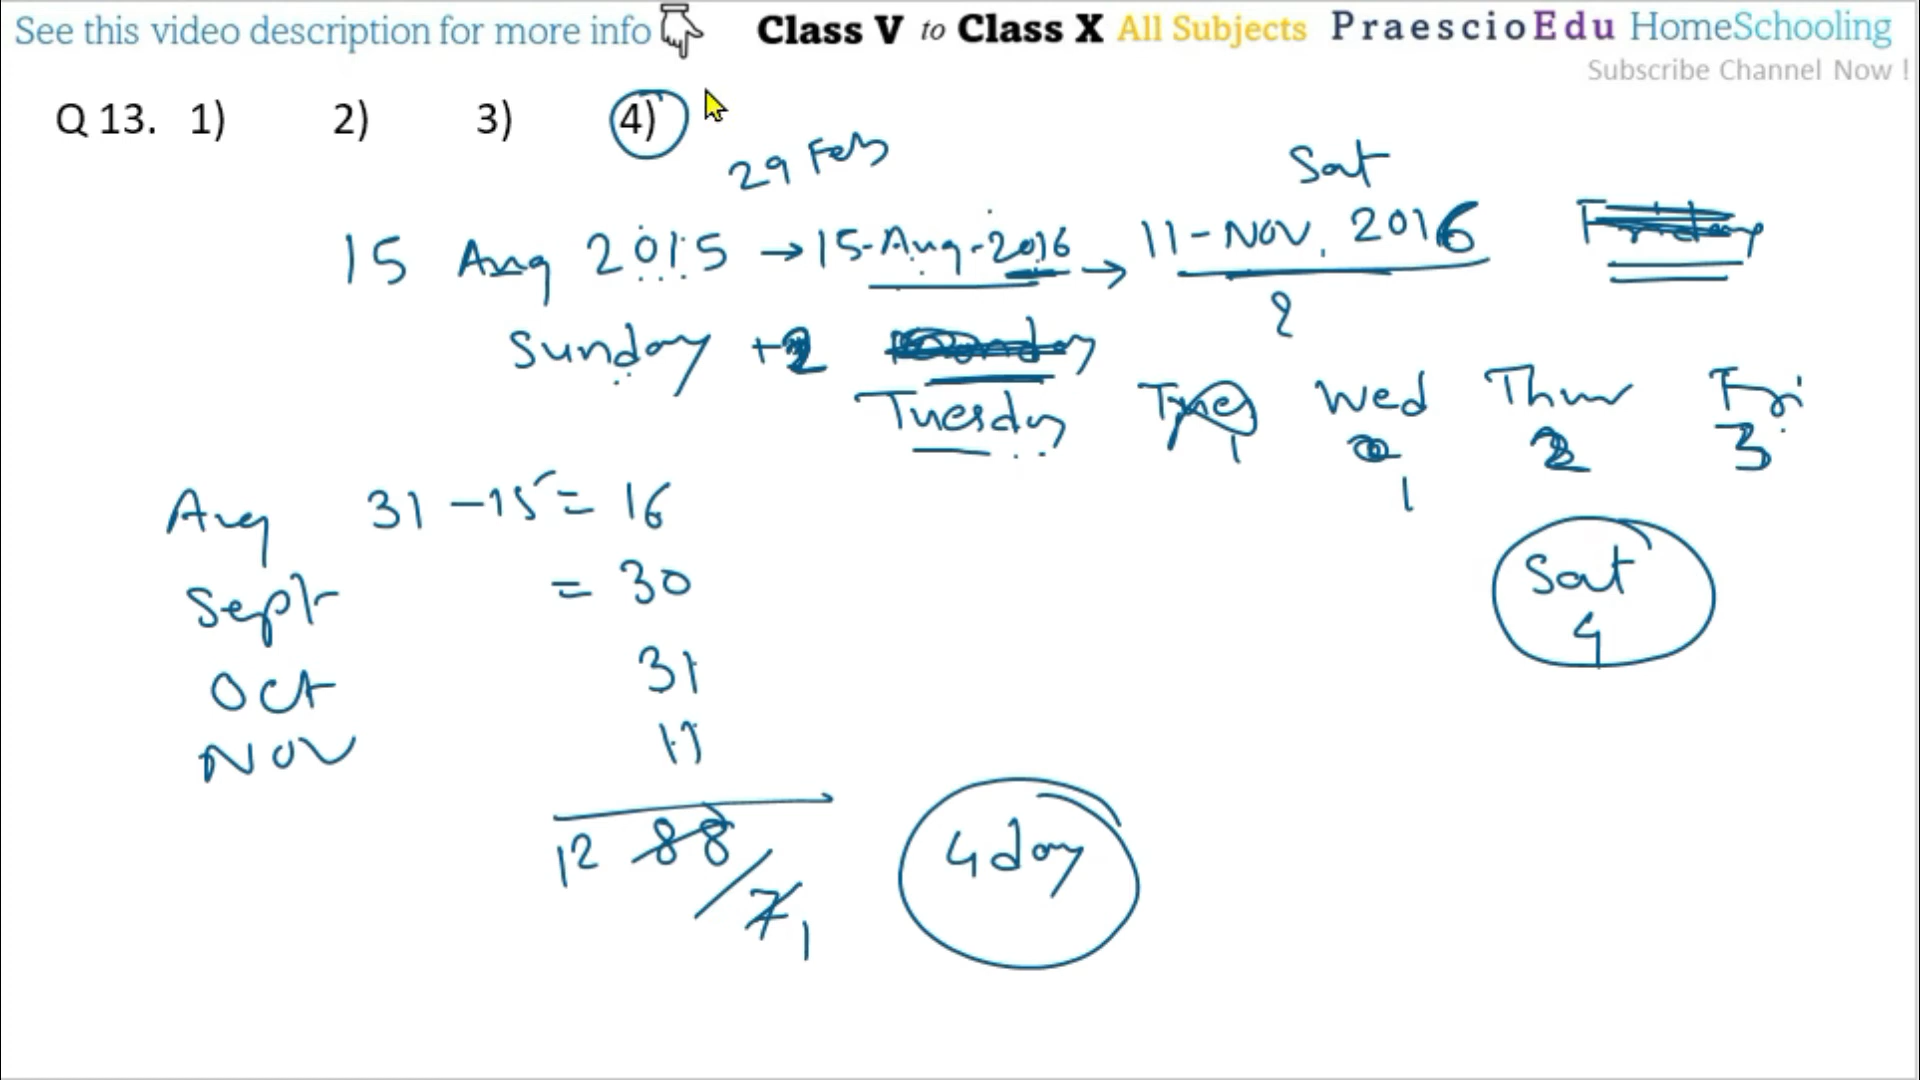 See this video description for more info Class V to Class X All Subjects PraescioEdu HomeSchooling
Subscribe Channel Now !
Q 13. 1) 2) 3) 4)
29 Feb
Sat
15 Aug 2015 → 15-Aug-2016 → 11-NOV. 2016
?
Sunday +2
Tuesday Tue Wed Thur Fri
1 2 3
1
Aug 31 - 15 = 16
Sept = 30
Oct 31
NOV 11
Sat
4
12 88/7 1
4 day